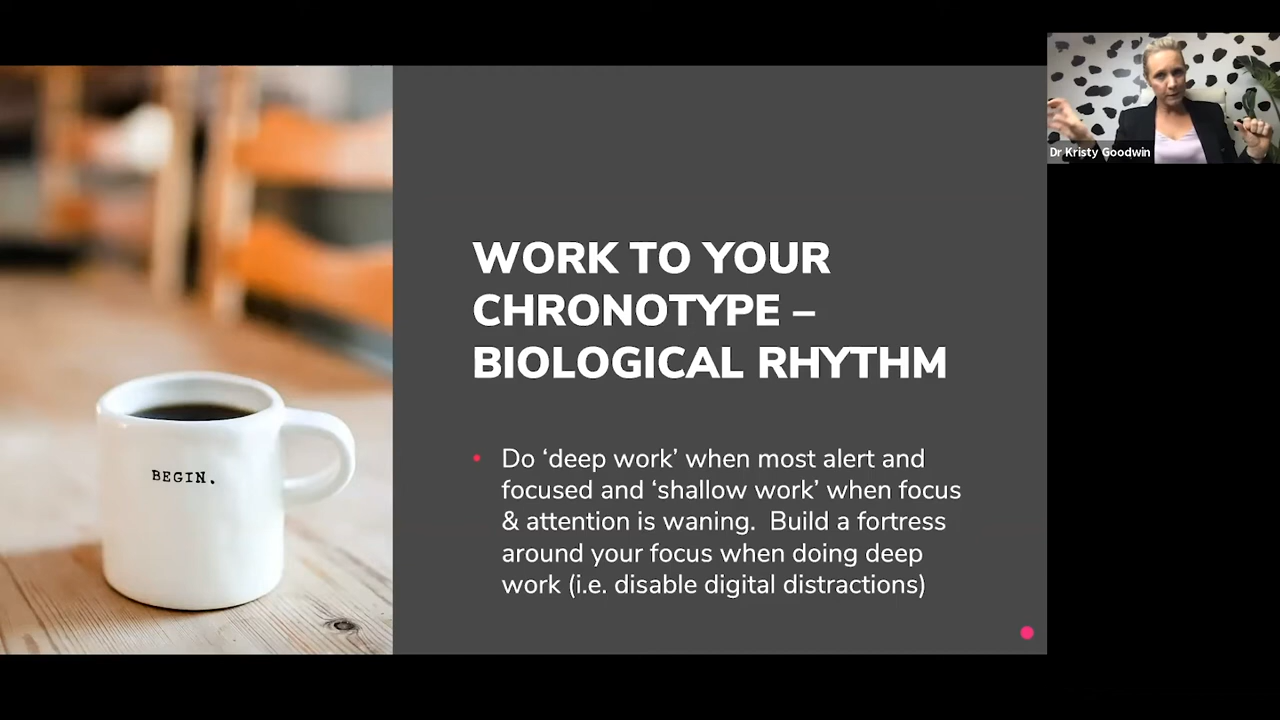 Dr Kristy Goodwin
BEGIN.
WORK TO YOUR
CHRONOTYPE –
BIOLOGICAL RHYTHM
• Do ‘deep work’ when most alert and
focused and ‘shallow work’ when focus
& attention is waning.  Build a fortress
around your focus when doing deep
work (i.e. disable digital distractions)